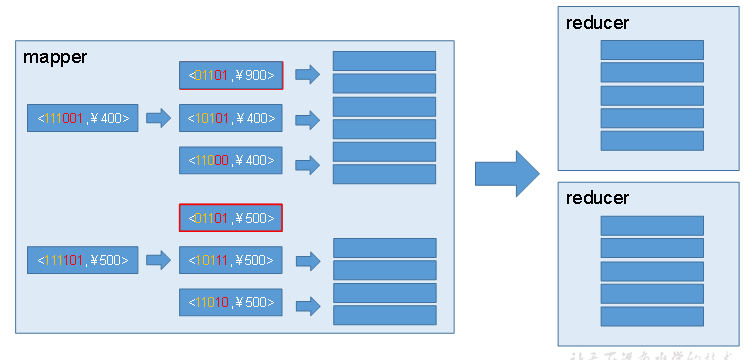 mapper
<01101,¥900>
<111001,¥400>
<10101,¥400>
<11000,¥400>
<01101,¥500>
<111101,¥500>
<10111,¥500>
<11010,¥500>
reducer
reducer